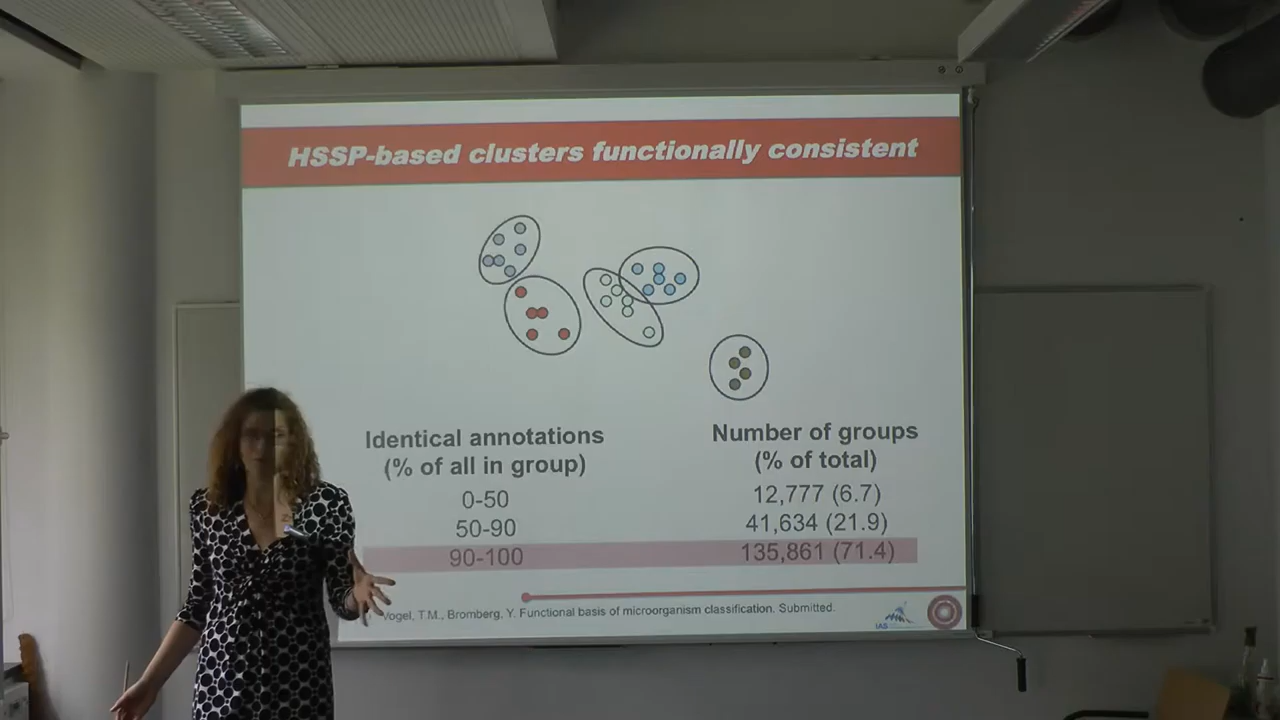 HSSP-based clusters functionally consistent
Identical annotations
(% of all in group)
Number of groups
(% of total)
0-50
12,777 (6.7)
50-90
41,634 (21.9)
90-100
135,861 (71.4)
Vogel, T.M., Bromberg, Y. Functional basis of microorganism classification. Submitted.
IAS